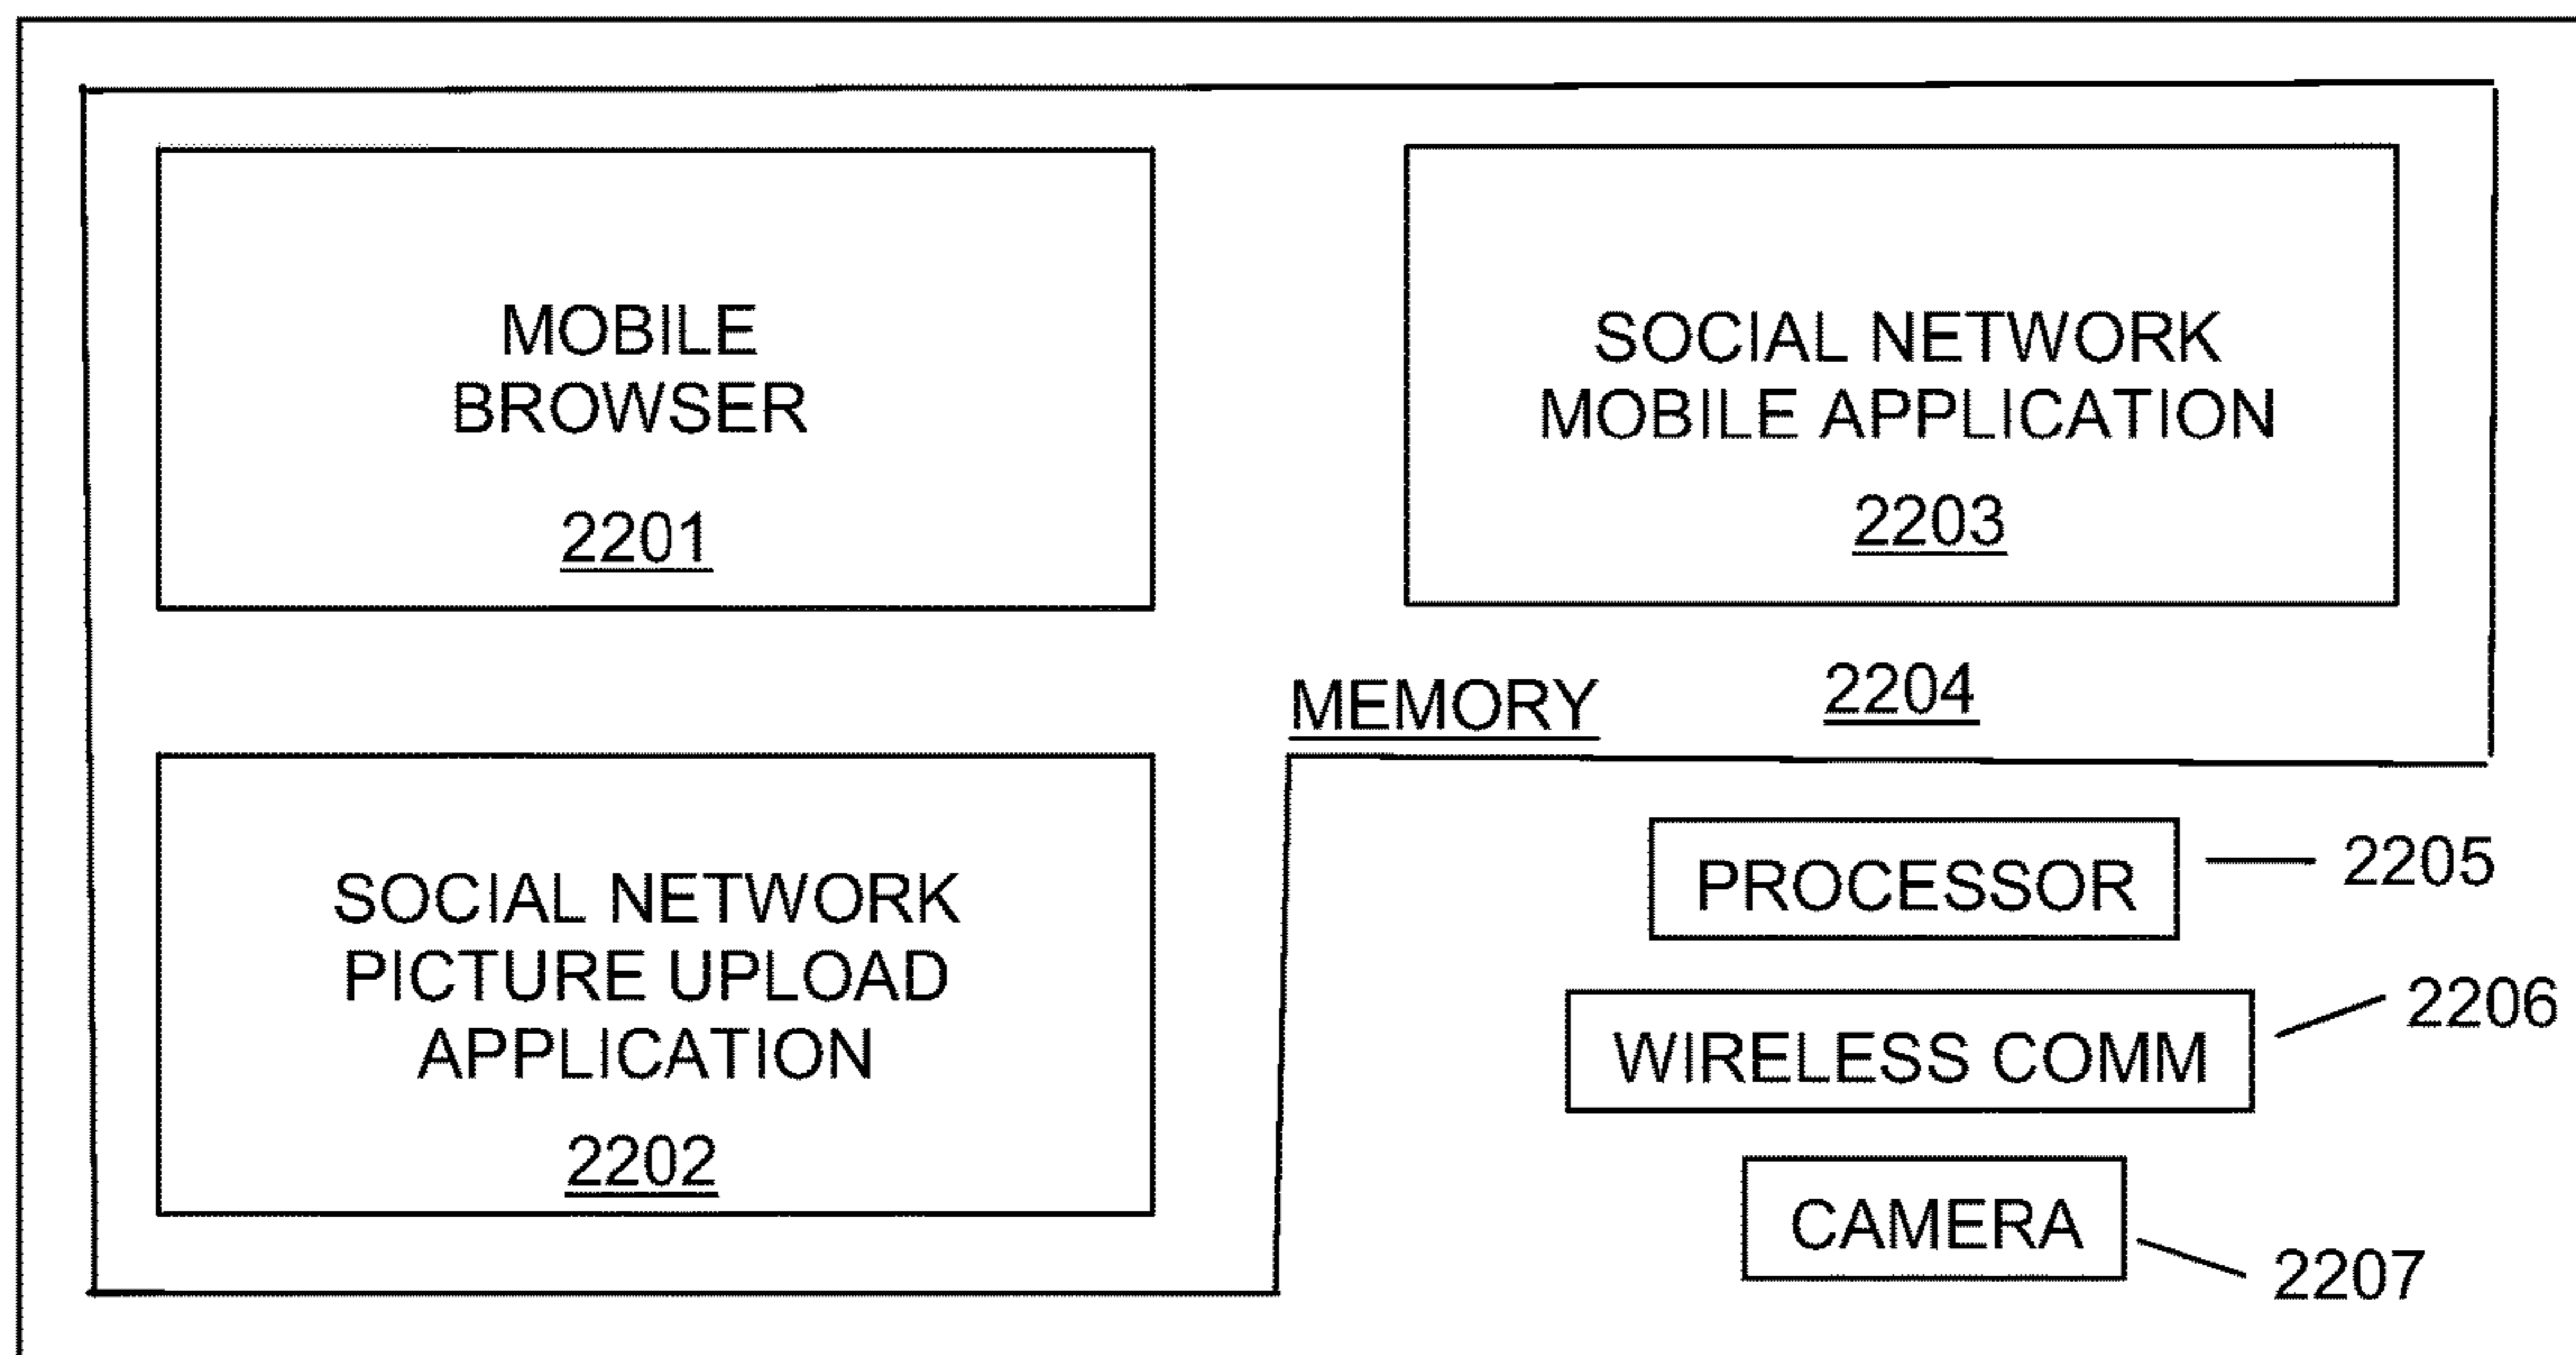 MOBILE
BROWSER
2201
SOCIAL NETWORK
MOBILE APPLICATION
2203
MEMORY
2204
SOCIAL NETWORK
PICTURE UPLOAD
APPLICATION
2202
PROCESSOR
2205
WIRELESS COMM
2206
CAMERA
2207